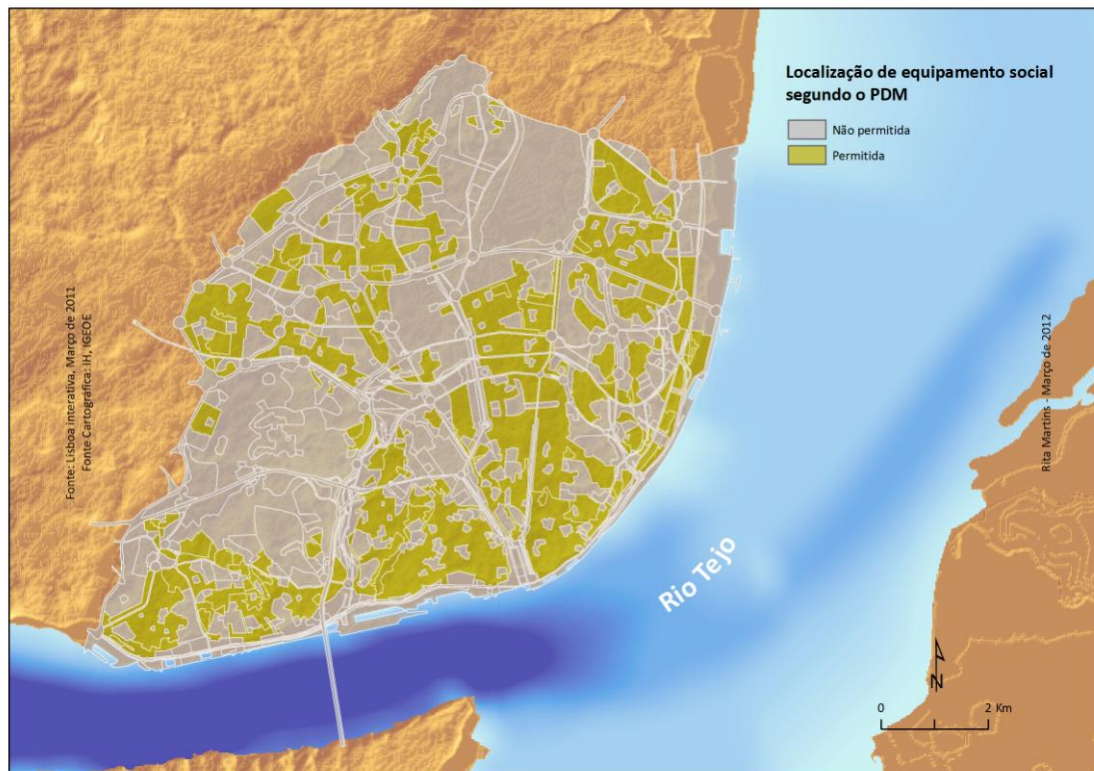 Localização de equipamento social
segundo o PDM
Não permitida
Permitida
Fonte: Lisboa interativa, Março de 2011
Fonte Cartográfica: IH, IGEOE
Rita Martins - Março de 2012
Rio Tejo
N
0 2 Km